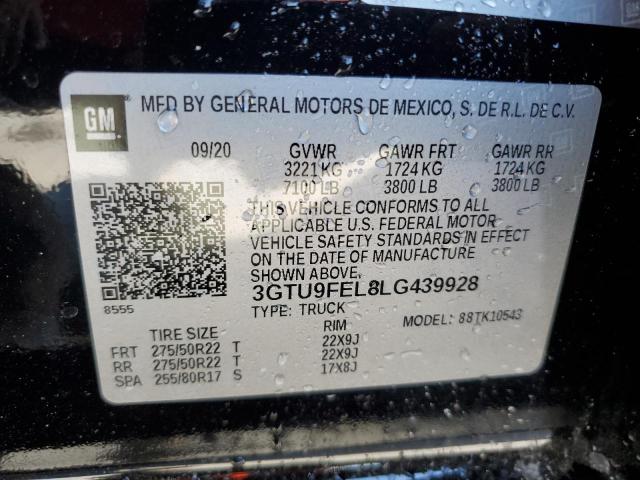 GM
MFD BY GENERAL MOTORS DE MEXICO, S. DE R.L. DE C.V.
09/20 GVWR GAWR FRT GAWR RR
3221 KG 1724 KG 1724 KG
7100 LB 3800 LB 3800 LB
THIS VEHICLE CONFORMS TO ALL
APPLICABLE U.S. FEDERAL MOTOR
VEHICLE SAFETY STANDARDS IN EFFECT
ON THE DATE OF MANUFACTURE
SHOWN ABOVE.
3GTU9FEL8LG439928
8555
TYPE: TRUCK MODEL: 88TK10543
TIRE SIZE RIM
FRT 275/50R22 T 22X9J
RR 275/50R22 T 22X9J
SPA 255/80R17 S 17X8J